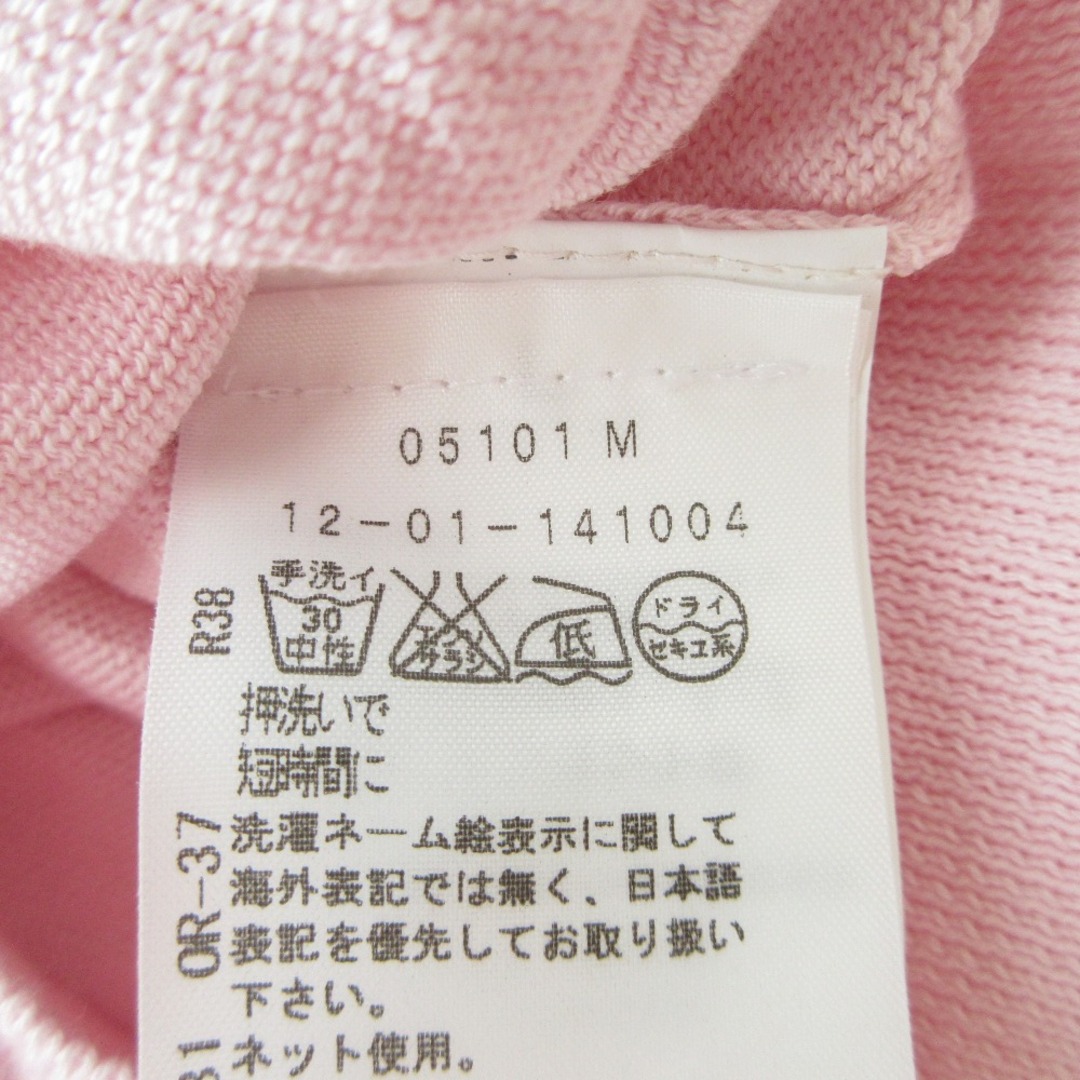 05101 M
12-01-141004
R38
手洗イ
30
中性
エンソ
サラシ
低
ドライ
セキユ系
押洗いで
短時間に
OR-37
洗濯ネーム絵表示に関して
海外表記では無く、日本語
表記を優先してお取り扱い
下さい。
ネット使用。